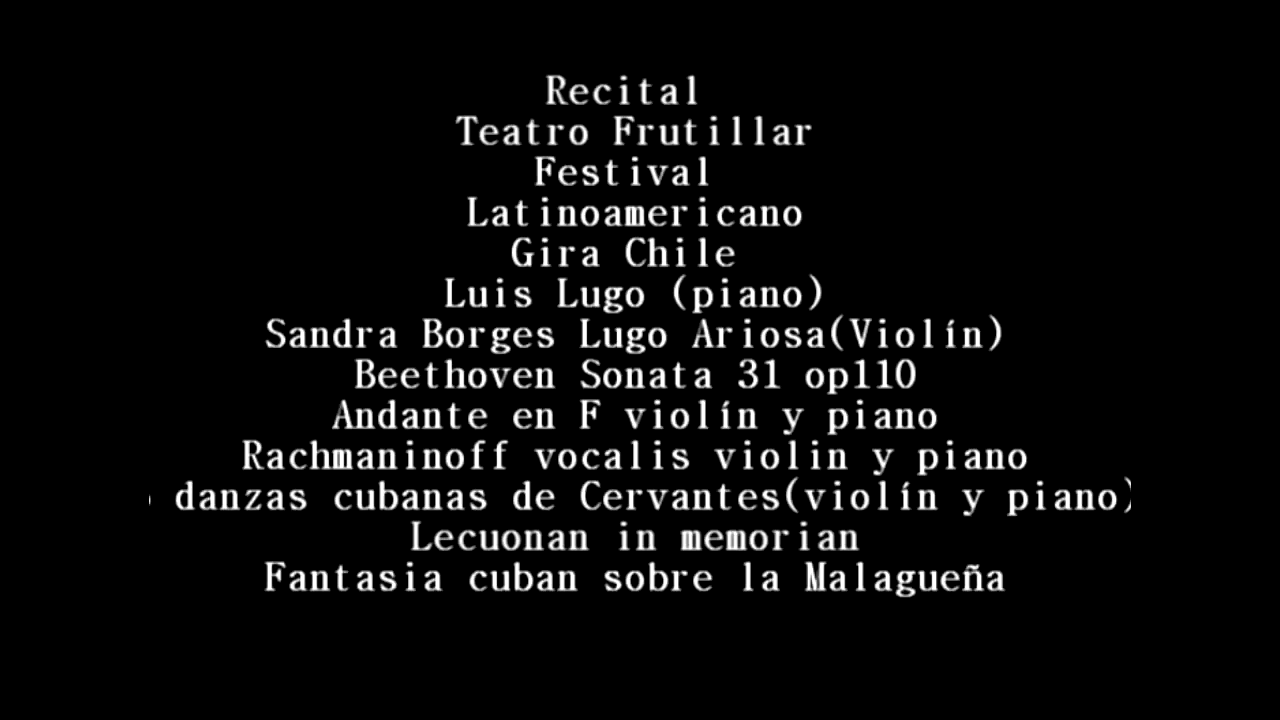 Recital
Teatro Frutillar
Festival
Latinoamericano
Gira Chile
Luis Lugo (piano)
Sandra Borges Lugo Ariosa(Violín)
Beethoven Sonata 31 op110
Andante en F violín y piano
Rachmaninoff vocalis violin y piano
danzas cubanas de Cervantes(violín y piano)
Lecuonan in memorian
Fantasia cuban sobre la Malagueña